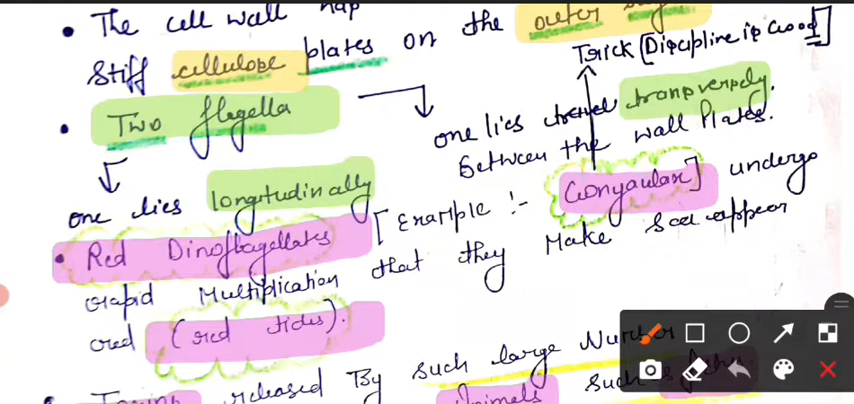 • The cell wall has
stiff cellulose plates on the outer
Trick [Discipline is Good]
• Two flagella
one lies transversely
between the wall plates.
one lies longitudinally
• Red Dinoflagellates [Example :- Gonyaulax] undergo
rapid multiplication that they Make sea appear
red (red tides).
released By such large Number
Animals such as